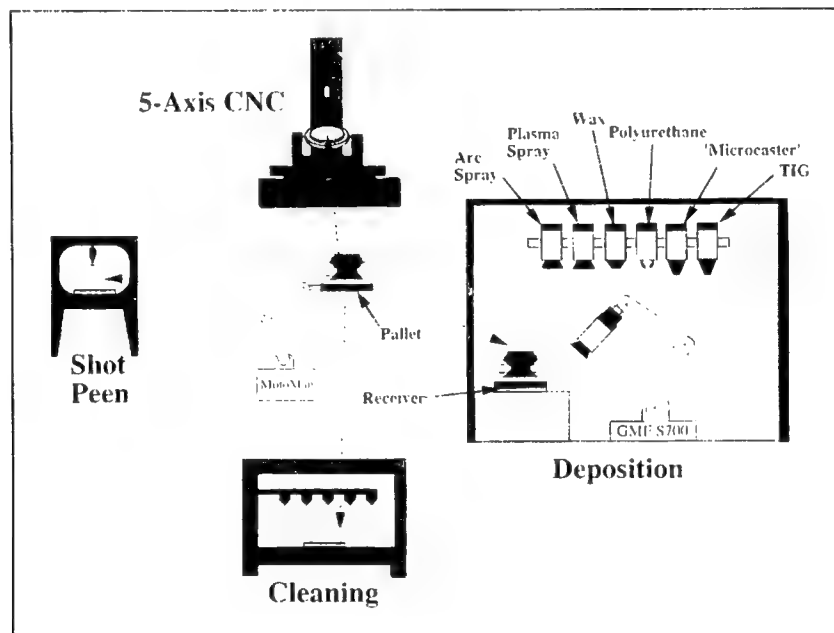 5-Axis CNC
Arc
Spray
Plasma
Spray
Wax
Polyurethane
'Microcaster'
TIG
Pallet
Shot
Peen
Receiver
GMF S700
Deposition
Cleaning